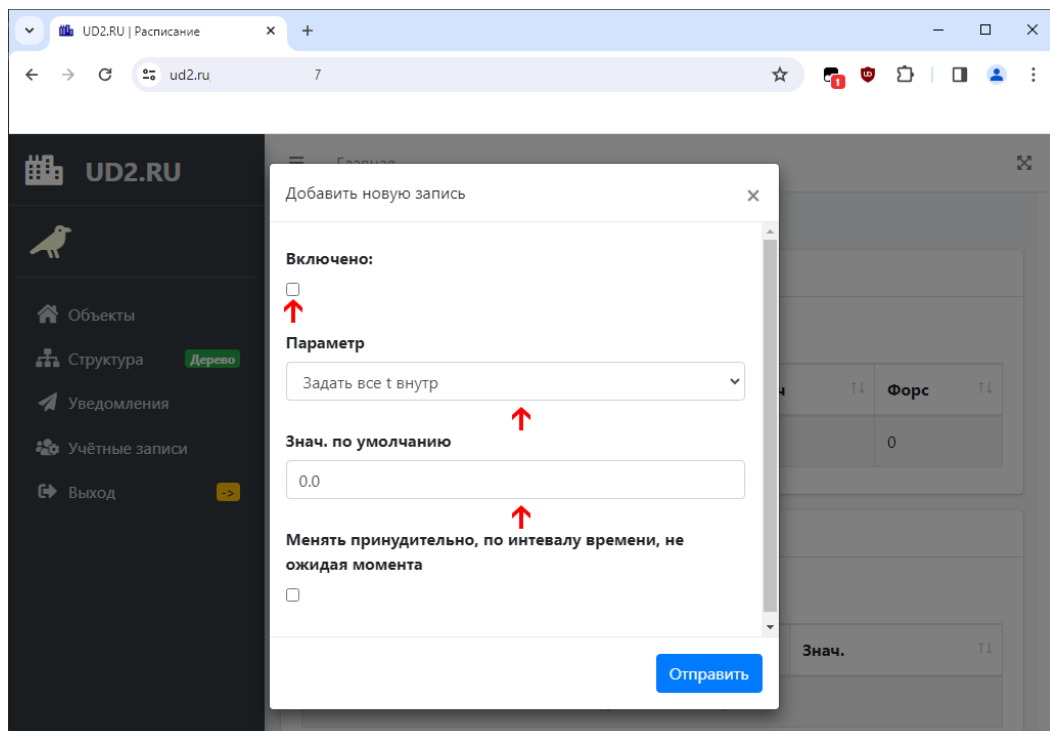 UD2.RU | Расписание
ud2.ru 7
1
UD2.RU
Главная
Добавить новую запись
Включено:
Объекты
Параметр
Структура Дерево
Задать все t внутр
Форс
Уведомления
Знач. по умолчанию
0
Учётные записи
0.0
Выход ->
Менять принудительно, по интевалу времени, не
ожидая момента
Знач.
Отправить